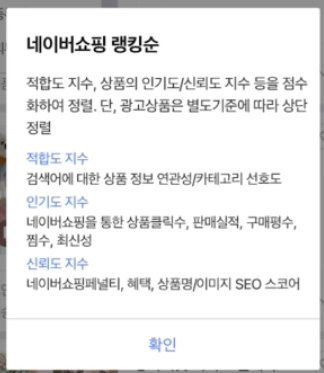 네이버쇼핑 랭킹순
적합도 지수, 상품의 인기도/신뢰도 지수 등을 점수
화하여 정렬. 단, 광고상품은 별도기준에 따라 상단
정렬
적합도 지수
검색어에 대한 상품 정보 연관성/카테고리 선호도
인기도 지수
네이버쇼핑을 통한 상품클릭수, 판매실적, 구매평수,
찜수, 최신성
신뢰도 지수
네이버쇼핑페널티, 혜택, 상품명/이미지 SEO 스코어
확인